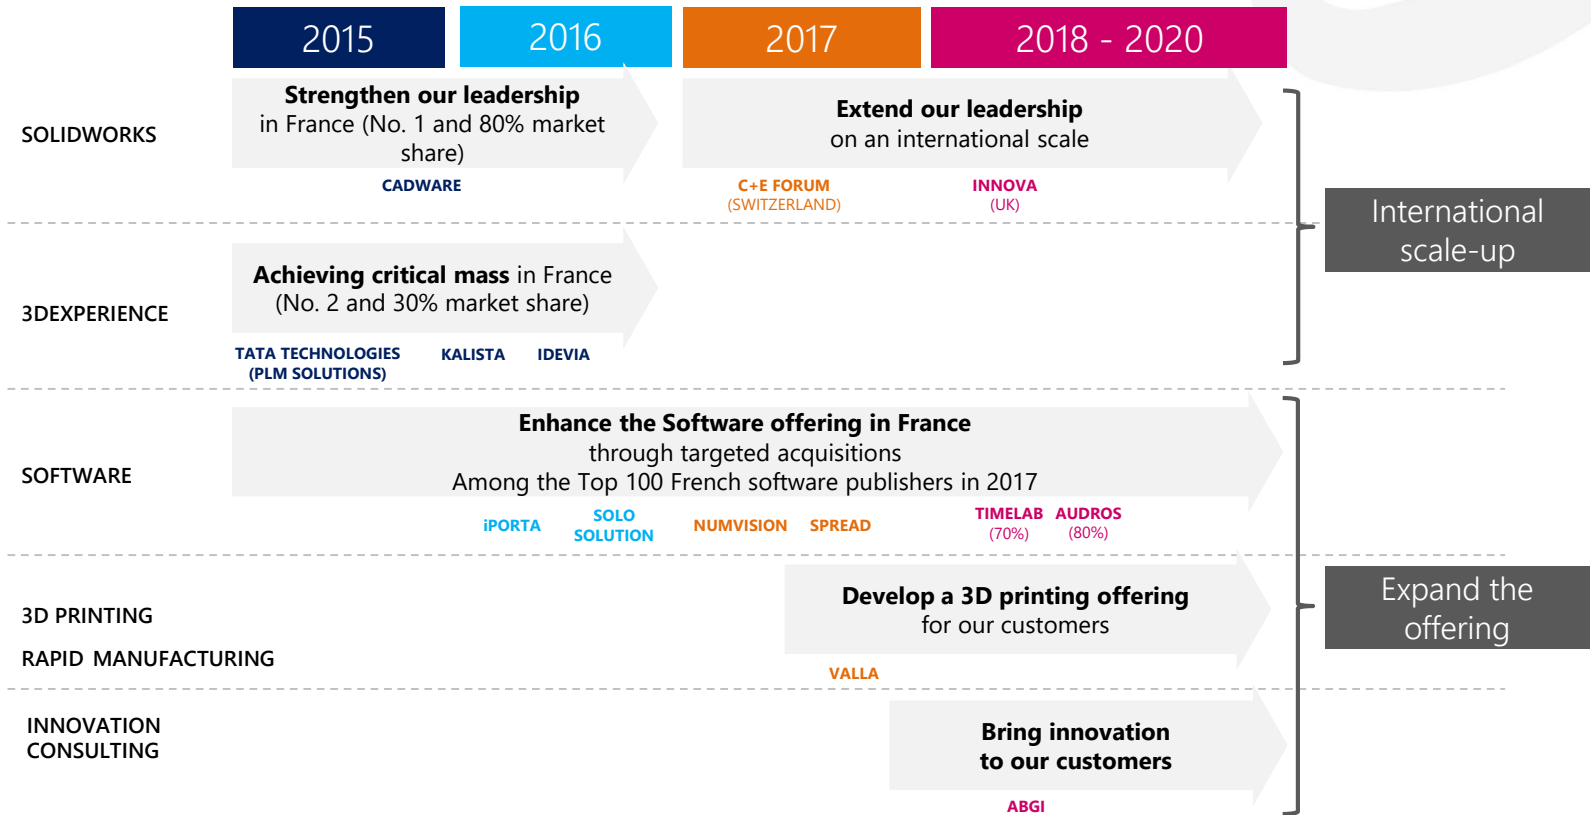 2015
2016
2017
2018 - 2020
SOLIDWORKS
Strengthen our leadership
in France (No. 1 and 80% market
share)
Extend our leadership
on an international scale
CADWARE
C+E FORUM
(SWITZERLAND)
INNOVA
(UK)
International
scale-up
3DEXPERIENCE
Achieving critical mass in France
(No. 2 and 30% market share)
TATA TECHNOLOGIES
(PLM SOLUTIONS)
KALISTA
IDEVIA
SOFTWARE
Enhance the Software offering in France
through targeted acquisitions
Among the Top 100 French software publishers in 2017
iPORTA
SOLO
SOLUTION
NUMVISION
SPREAD
TIMELAB
(70%)
AUDROS
(80%)
3D PRINTING
RAPID MANUFACTURING
Develop a 3D printing offering
for our customers
VALLA
Expand the
offering
INNOVATION
CONSULTING
Bring innovation
to our customers
ABGI